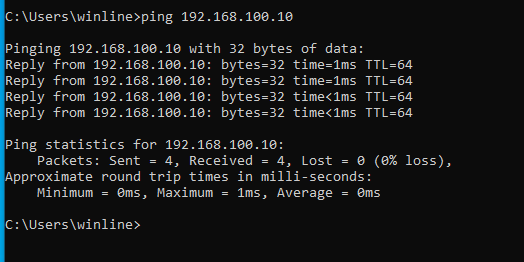 C:\Users\winline>ping 192.168.100.10
Pinging 192.168.100.10 with 32 bytes of data:
Reply from 192.168.100.10: bytes=32 time=1ms TTL=64
Reply from 192.168.100.10: bytes=32 time=1ms TTL=64
Reply from 192.168.100.10: bytes=32 time<1ms TTL=64
Reply from 192.168.100.10: bytes=32 time<1ms TTL=64
Ping statistics for 192.168.100.10:
    Packets: Sent = 4, Received = 4, Lost = 0 (0% loss),
Approximate round trip times in milli-seconds:
    Minimum = 0ms, Maximum = 1ms, Average = 0ms
C:\Users\winline>